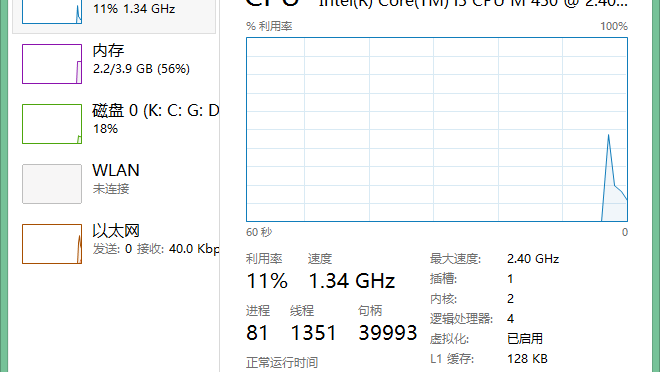 11% 1.34 GHz
内存
2.2/3.9 GB (56%)
磁盘 0 (K: C: G: D
18%
WLAN
未连接
以太网
发送: 0 接收: 40.0 Kbp
CPU Intel(R) Core(TM) i5 CPU M 450 @ 2.40...
% 利用率 100%
60 秒 0
利用率 速度
11% 1.34 GHz
进程 线程 句柄
81 1351 39993
正常运行时间
最大速度: 2.40 GHz
插槽: 1
内核: 2
逻辑处理器: 4
虚拟化: 已启用
L1 缓存: 128 KB